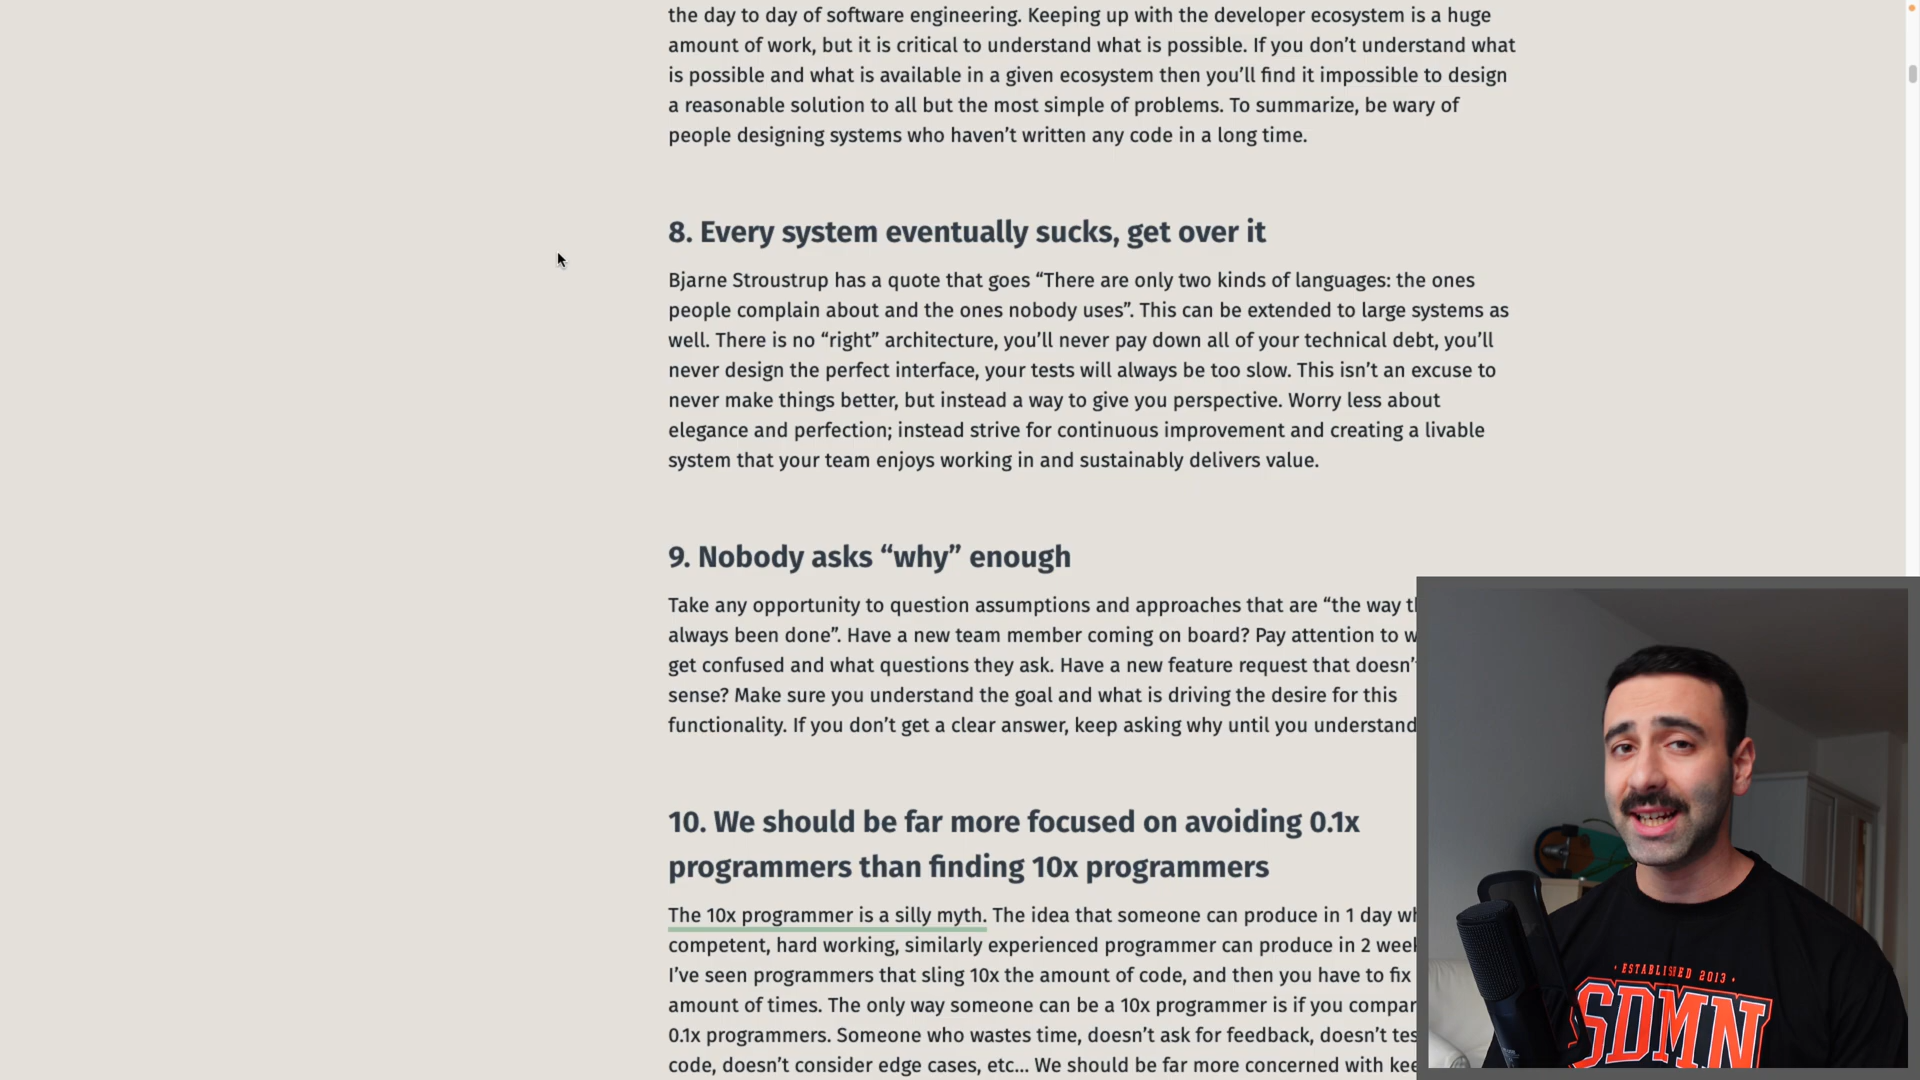 the day to day of software engineering. Keeping up with the developer ecosystem is a huge
amount of work, but it is critical to understand what is possible. If you don’t understand what
is possible and what is available in a given ecosystem then you’ll find it impossible to design
a reasonable solution to all but the most simple of problems. To summarize, be wary of
people designing systems who haven’t written any code in a long time.
8. Every system eventually sucks, get over it
Bjarne Stroustrup has a quote that goes “There are only two kinds of languages: the ones
people complain about and the ones nobody uses”. This can be extended to large systems as
well. There is no “right” architecture, you’ll never pay down all of your technical debt, you’ll
never design the perfect interface, your tests will always be too slow. This isn’t an excuse to
never make things better, but instead a way to give you perspective. Worry less about
elegance and perfection; instead strive for continuous improvement and creating a livable
system that your team enjoys working in and sustainably delivers value.
9. Nobody asks “why” enough
Take any opportunity to question assumptions and approaches that are “the way
always been done”. Have a new team member coming on board? Pay attention to
get confused and what questions they ask. Have a new feature request that
sense? Make sure you understand the goal and what is driving the desire for this
functionality. If you don’t get a clear answer, keep asking why until you understand
10. We should be far more focused on avoiding 0.1x
programmers than finding 10x programmers
The 10x programmer is a silly myth. The idea that someone can produce in 1 day
competent, hard working, similarly experienced programmer can produce in 2
I’ve seen programmers that sling 10x the amount of code, and then you have to fix
amount of times. The only way someone can be a 10x programmer is if you
0.1x programmers. Someone who wastes time, doesn’t ask for feedback, doesn’t
code, doesn’t consider edge cases, etc... We should be far more concerned with
• ESTABLISHED 2013 •
SDMN